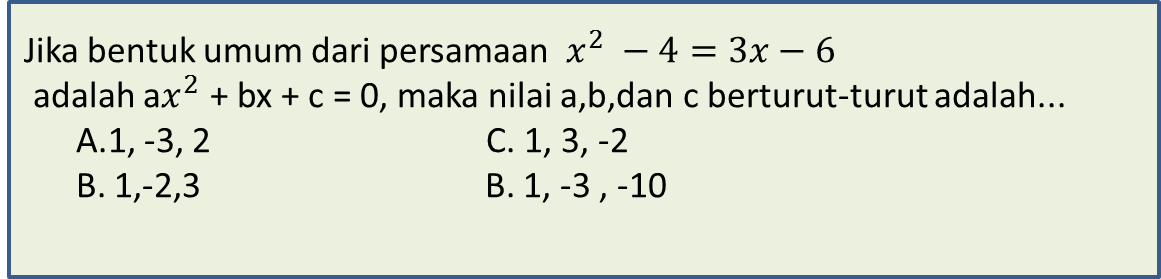 Jika bentuk umum dari persamaan x² − 4 = 3x − 6
adalah ax² + bx + c = 0, maka nilai a,b,dan c berturut-turut adalah...
A.1, -3, 2 C. 1, 3, -2
B. 1,-2,3 B. 1, -3 , -10